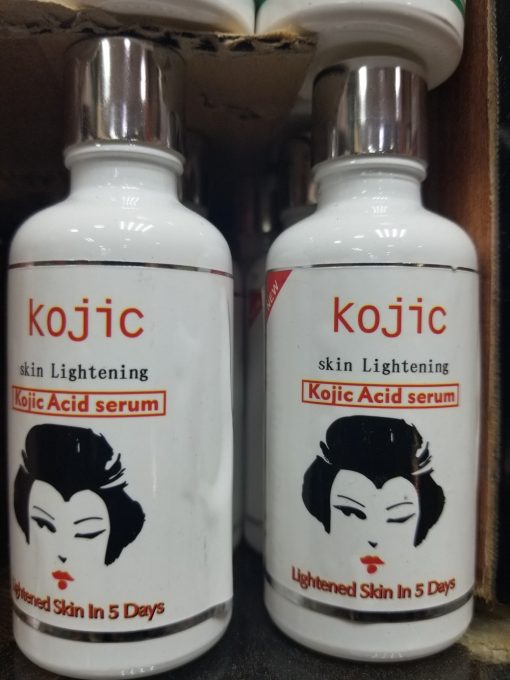 kojic
skin Lightening
Kojic Acid serum
Lightened Skin In 5 Days
NEW
kojic
skin Lightening
Kojic Acid serum
Lightened Skin In 5 Days